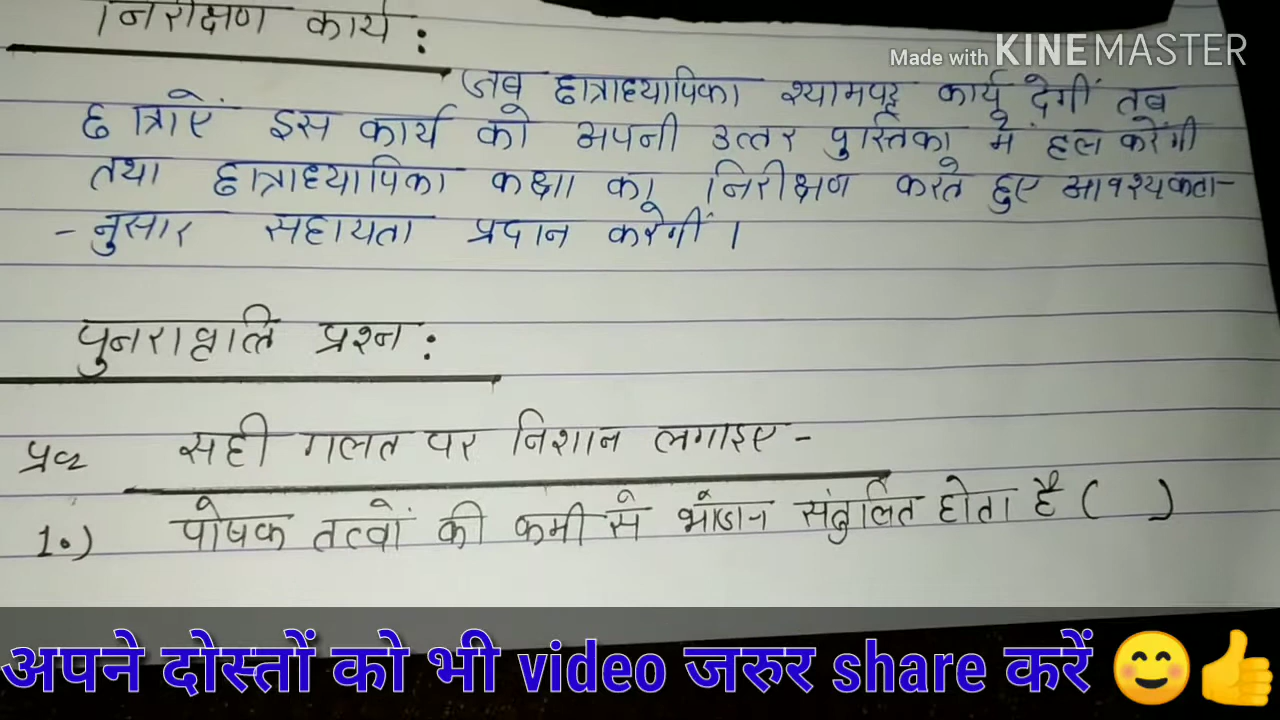 निरीक्षण कार्य :
Made with KINEMASTER
जब छात्राध्यापिका श्यामपट्ट कार्य देगीं तब
छात्राऐं इस कार्य को अपनी उत्तर पुस्तिका में हल करेंगी
तथा छात्राध्यापिका कक्षा का निरीक्षण करते हुए आवश्यकता-
-नुसार सहायता प्रदान करेगीं ।
पुनरावृत्ति प्रश्न :
सही गलत पर निशान लगाइए -
1.) पोषक तत्वों की कमी से संतुलित होता है ( )
अपने दोस्तों को भी video जरुर share करें 😊👍